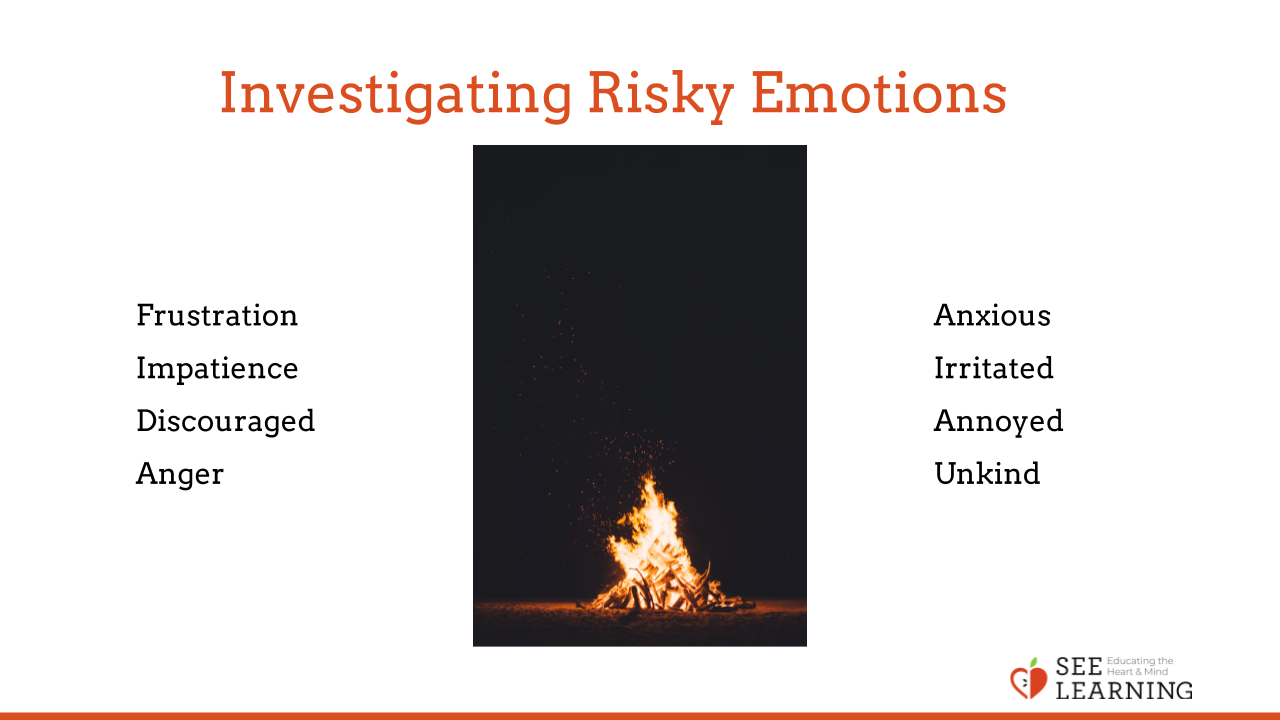 Investigating Risky Emotions
Frustration
Impatience
Discouraged
Anger
Anxious
Irritated
Annoyed
Unkind
SEE Educating the
Heart & Mind
LEARNING